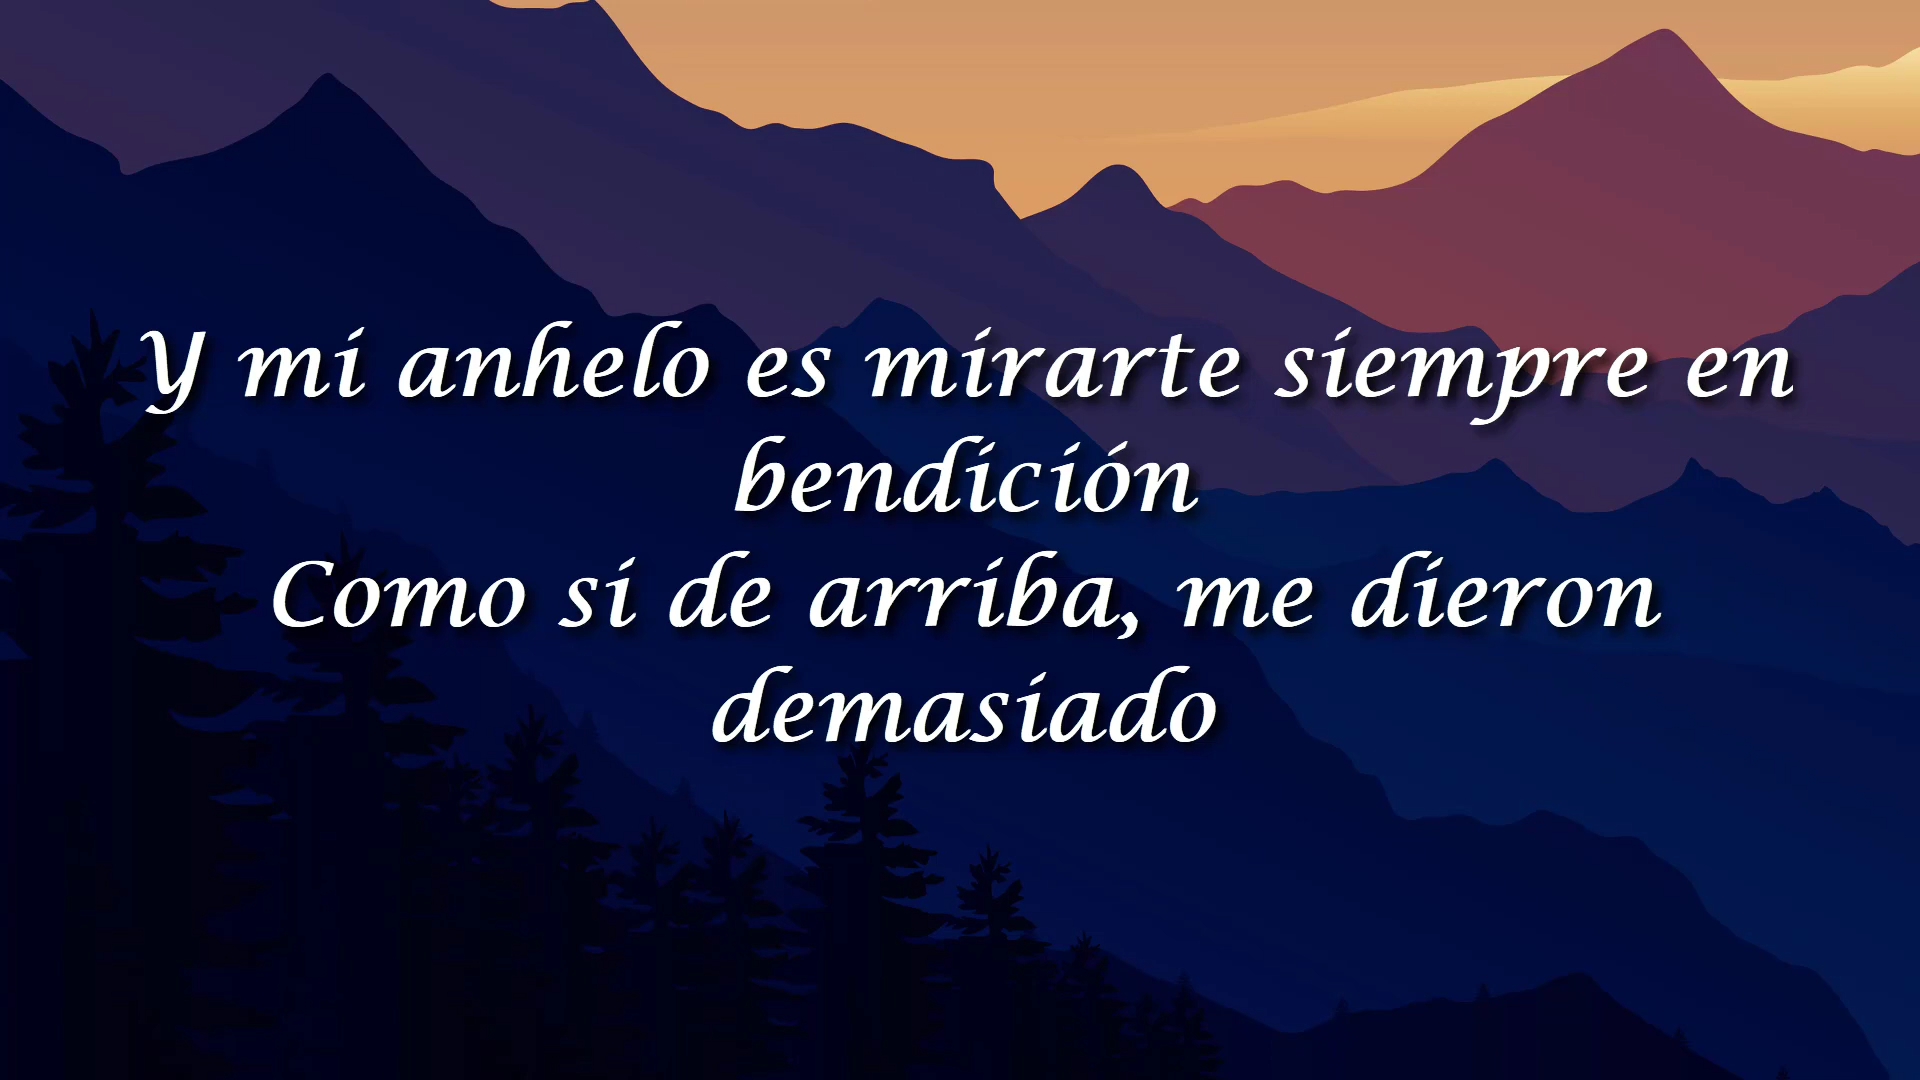 Y mi anhelo es mirarte siempre en
bendición
Como si de arriba, me dieron
demasiado